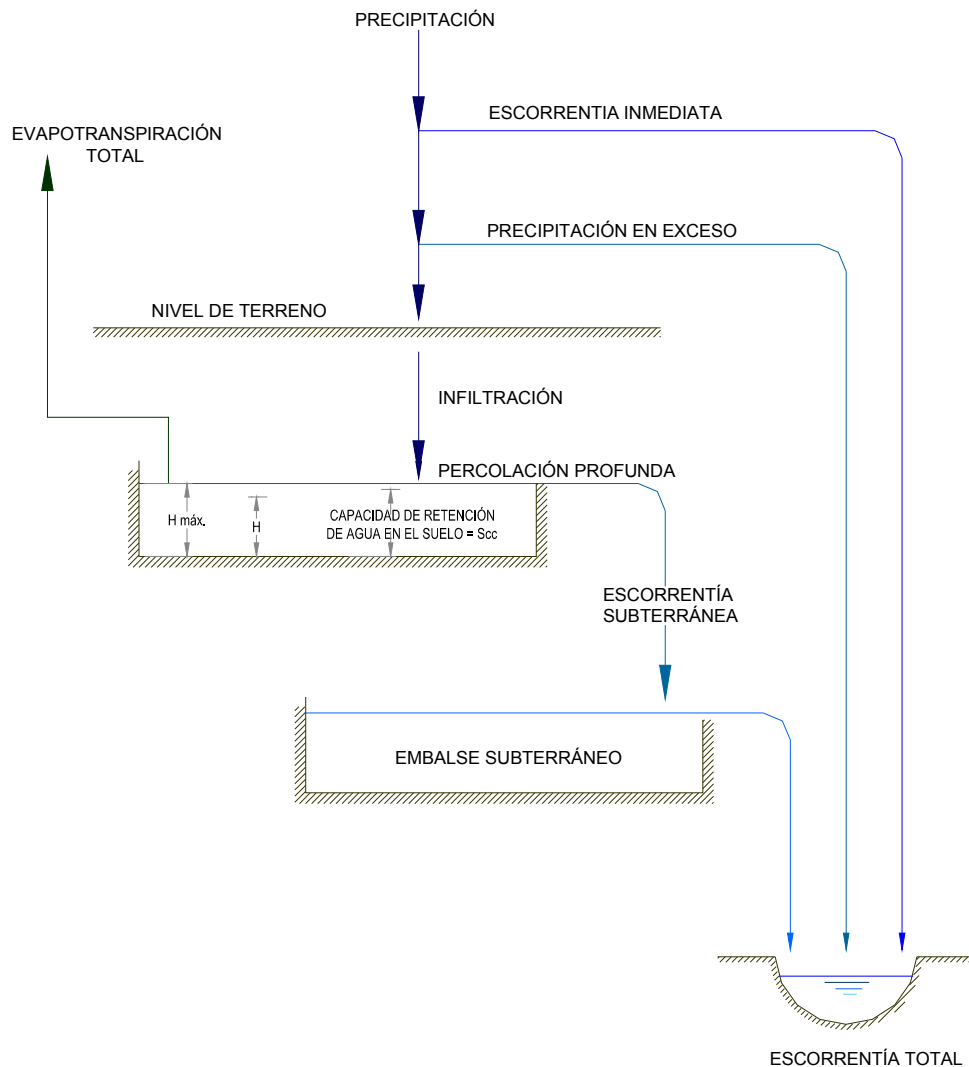 PRECIPITACIÓN
ESCORRENTIA INMEDIATA
EVAPOTRANSPIRACIÓN
TOTAL
PRECIPITACIÓN EN EXCESO
NIVEL DE TERRENO
INFILTRACIÓN
PERCOLACIÓN PROFUNDA
H máx.
H
CAPACIDAD DE RETENCIÓN
DE AGUA EN EL SUELO = Scc
ESCORRENTÍA
SUBTERRÁNEA
EMBALSE SUBTERRÁNEO
ESCORRENTÍA TOTAL